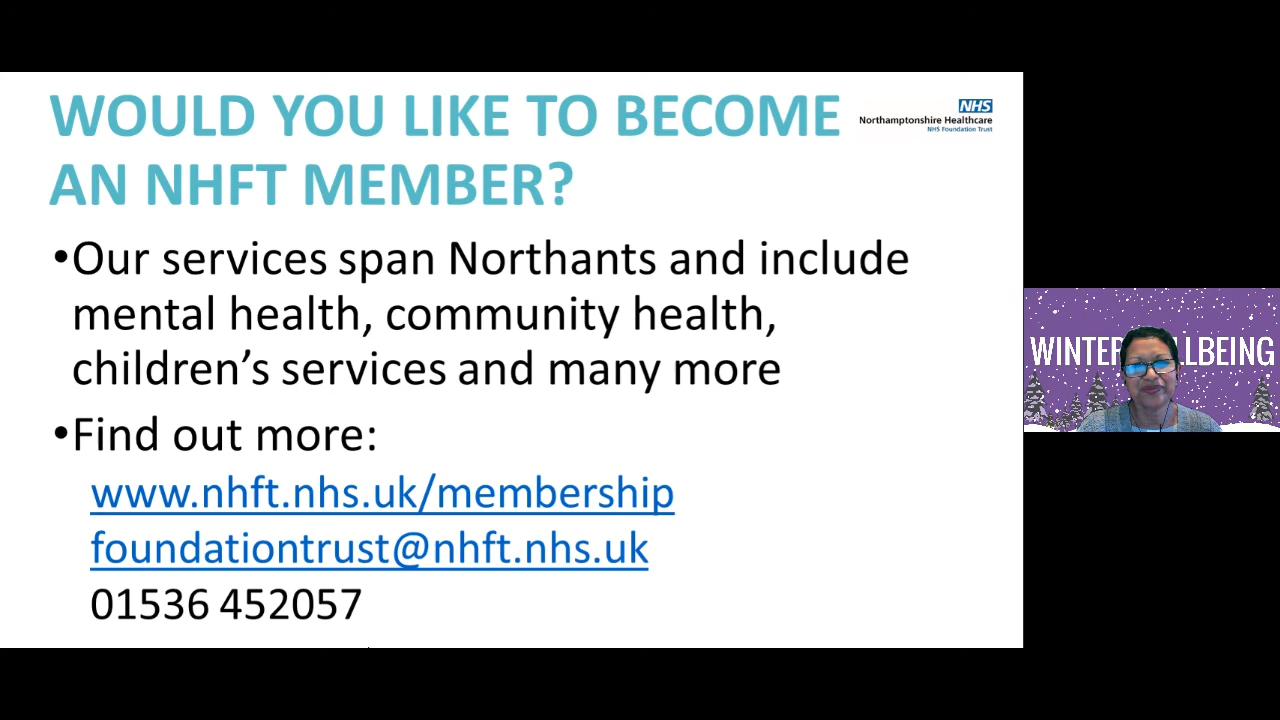 WOULD YOU LIKE TO BECOME
AN NHFT MEMBER?
NHS
Northamptonshire Healthcare
NHS Foundation Trust
•Our services span Northants and include
mental health, community health,
children’s services and many more
•Find out more:
www.nhft.nhs.uk/membership
foundationtrust@nhft.nhs.uk
01536 452057
WINTER LLBEING